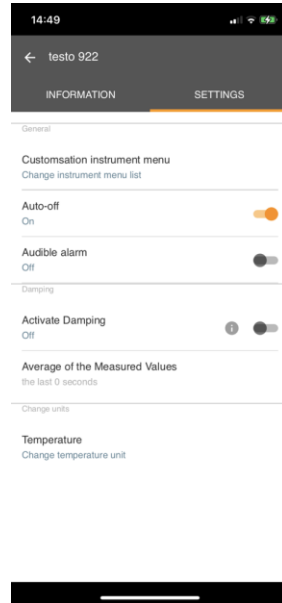 14:49
testo 922
INFORMATION
SETTINGS
General
Customsation instrument menu
Change instrument menu list
Auto-off
On
Audible alarm
Off
Damping
Activate Damping
Off
Average of the Measured Values
the last 0 seconds
Change units
Temperature
Change temperature unit